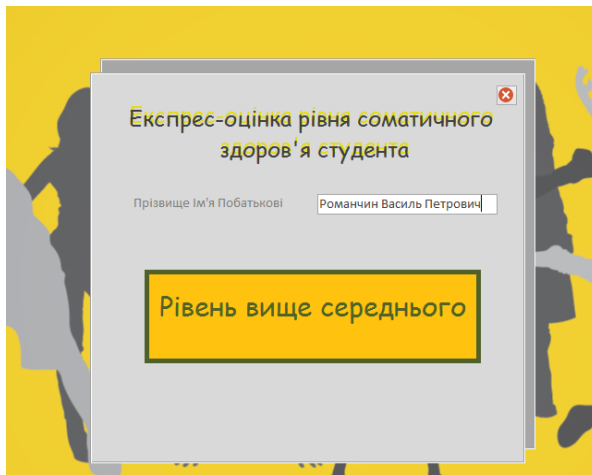 Експрес-оцінка рівня соматичного
здоров'я студента
Прізвище Ім'я Побатькові
Романчин Василь Петрович
Рівень вище середнього